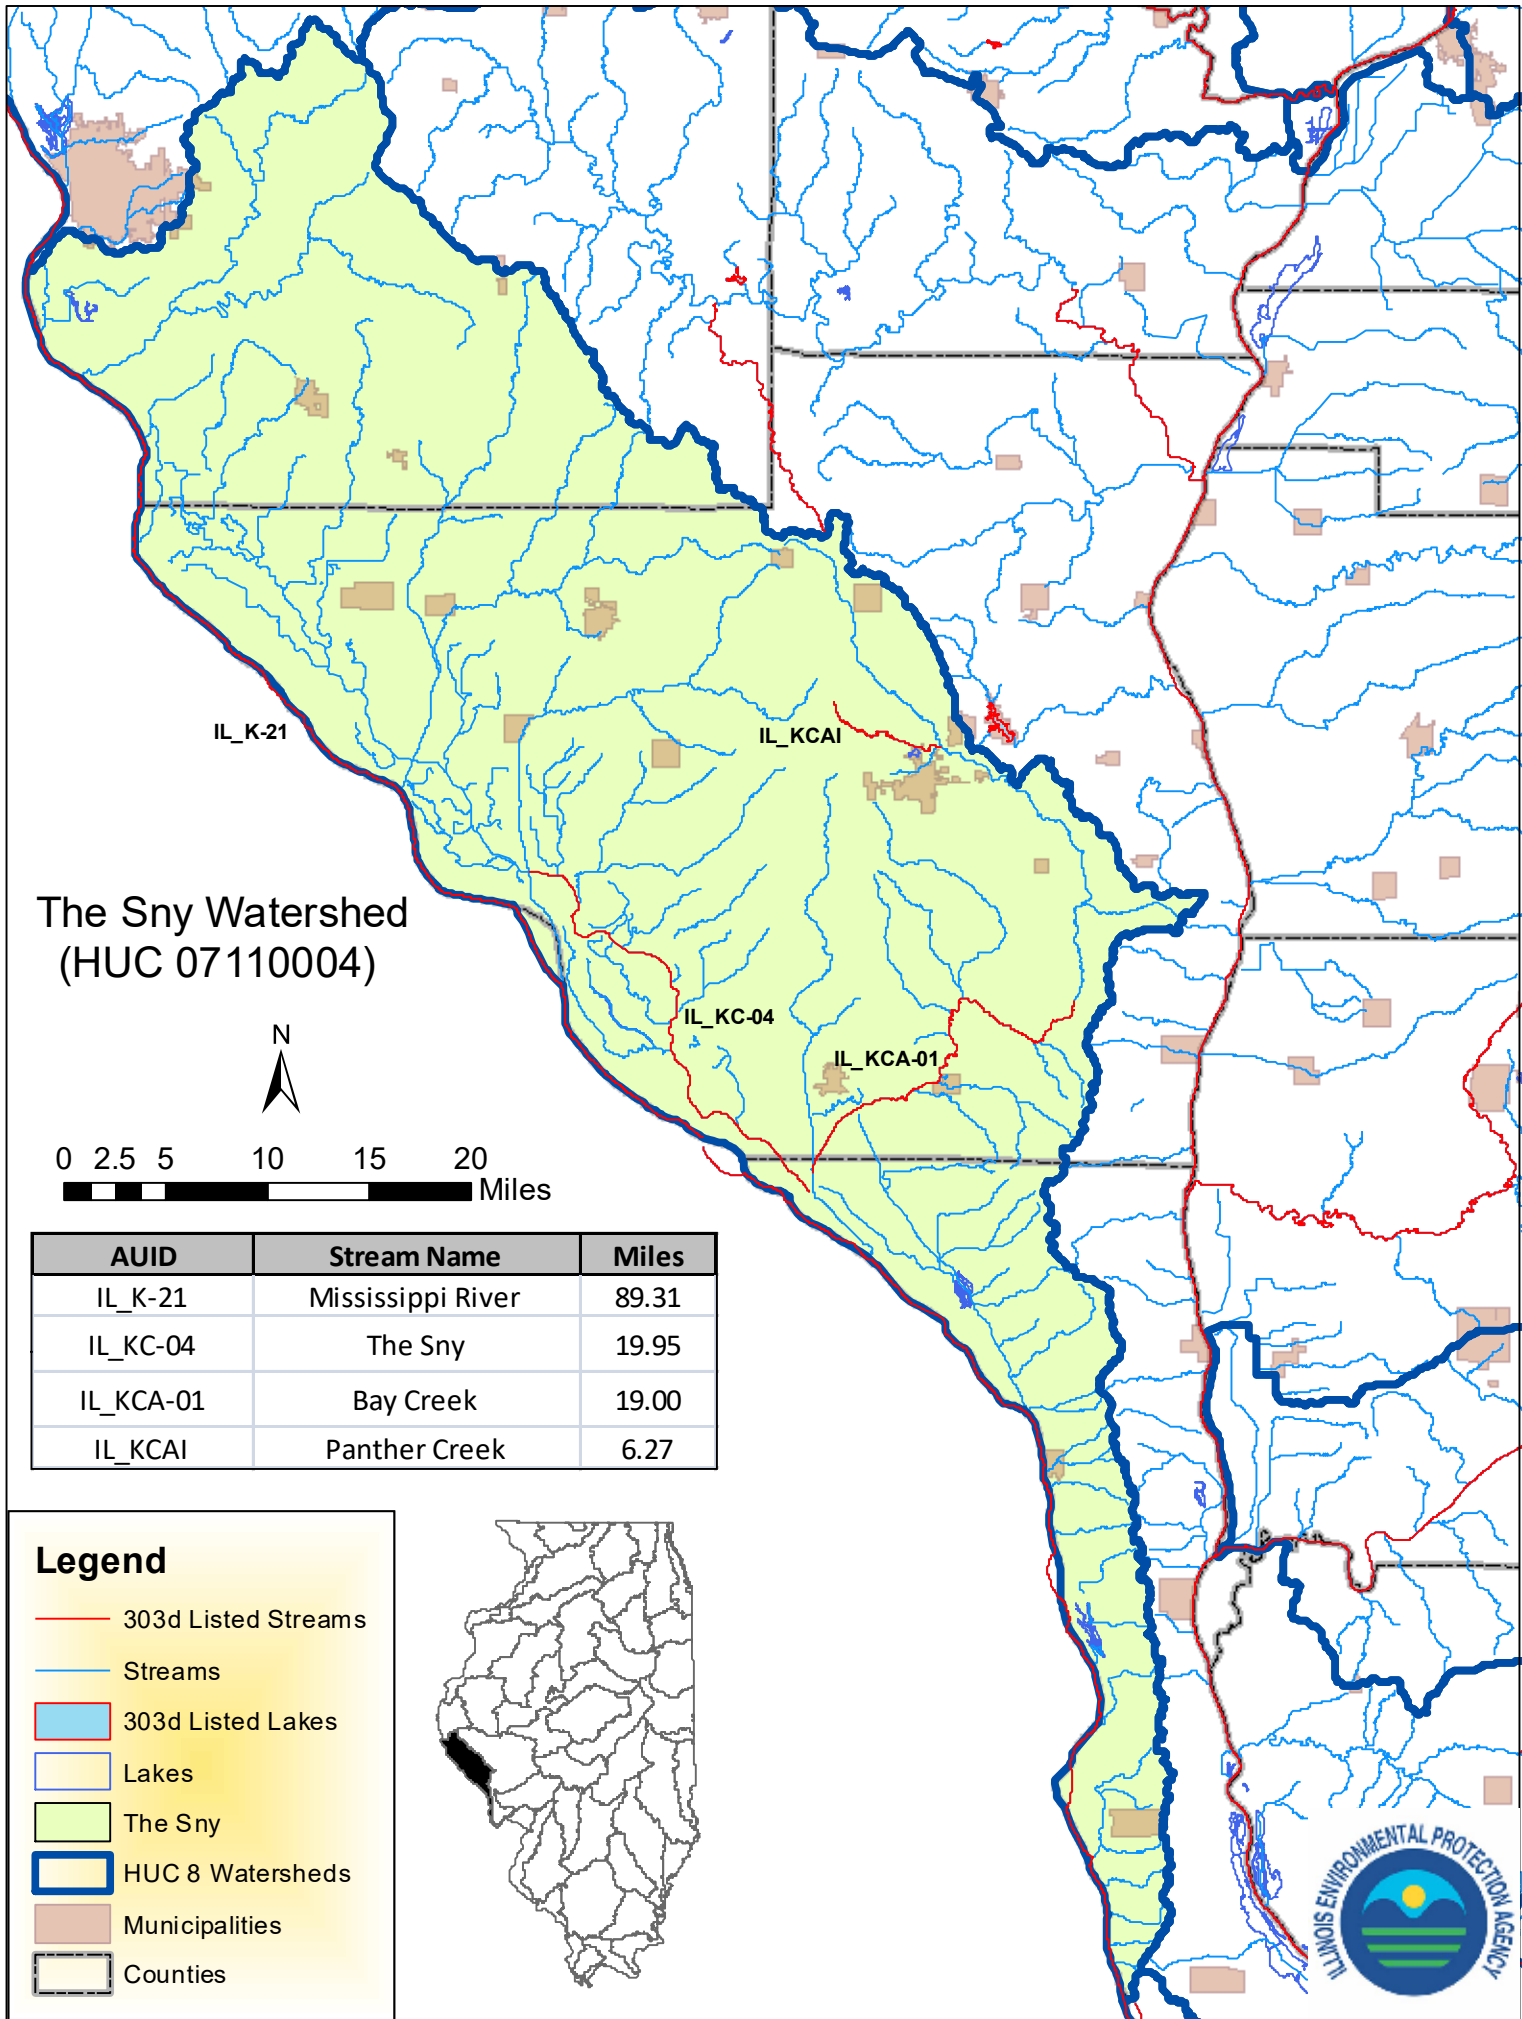 IL_K-21
IL_KCAI
The Sny Watershed
(HUC 07110004)
IL_KC-04
IL_KCA-01
N
0 2.5 5 10 15 20
Miles
AUID Stream Name Miles
IL_K-21 Mississippi River 89.31
IL_KC-04 The Sny 19.95
IL_KCA-01 Bay Creek 19.00
IL_KCAI Panther Creek 6.27
Legend
303d Listed Streams
Streams
303d Listed Lakes
Lakes
The Sny
HUC 8 Watersheds
Municipalities
Counties
ILLINOIS ENVIRONMENTAL PROTECTION AGENCY